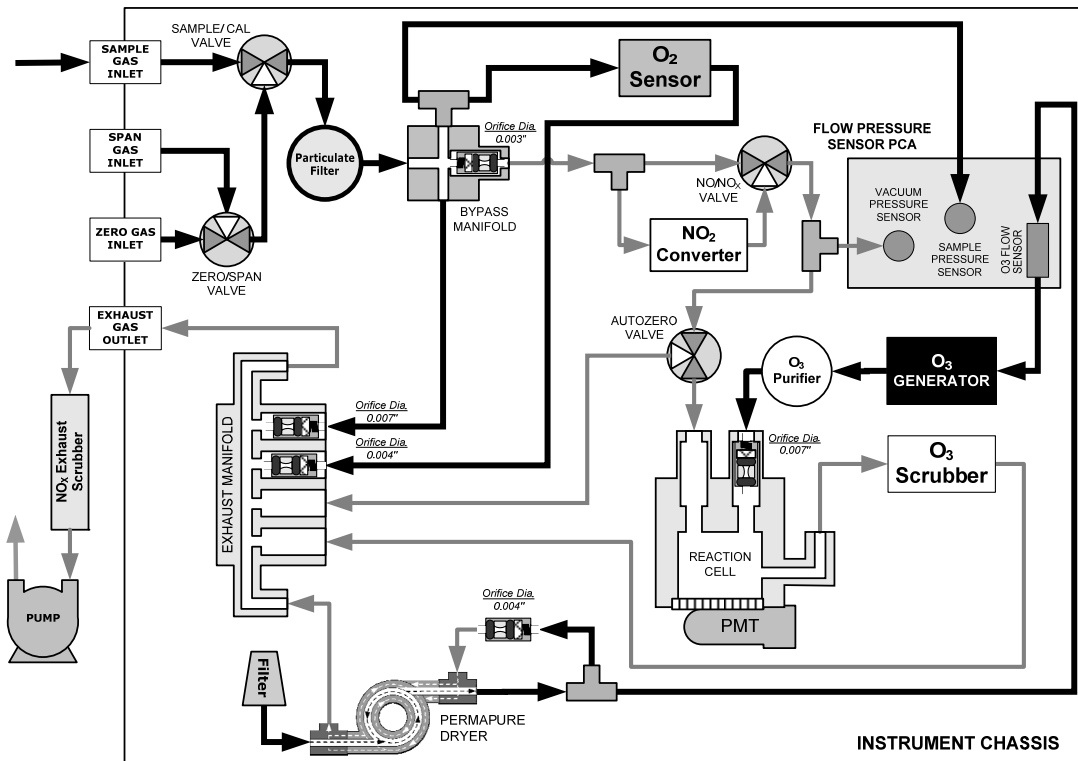 SAMPLE/ CAL
VALVE
SAMPLE
GAS
INLET
SPAN
GAS
INLET
ZERO GAS
INLET
ZERO/SPAN
VALVE
Particulate
Filter
Orifice Dia.
0.003"
BYPASS
MANIFOLD
O2
Sensor
NO/NOX
VALVE
NO2
Converter
FLOW PRESSURE
SENSOR PCA
VACUUM
PRESSURE
SENSOR
SAMPLE
PRESSURE
SENSOR
O3 FLOW
SENSOR
EXHAUST
GAS
OUTLET
AUTOZERO
VALVE
O3
Purifier
O3
GENERATOR
NOX Exhaust
Scrubber
EXHAUST MANIFOLD
Orifice Dia.
0.007"
Orifice Dia.
0.004"
Orifice Dia.
0.007"
O3
Scrubber
REACTION
CELL
PMT
PUMP
Orifice Dia.
0.004"
Filter
PERMAPURE
DRYER
INSTRUMENT CHASSIS